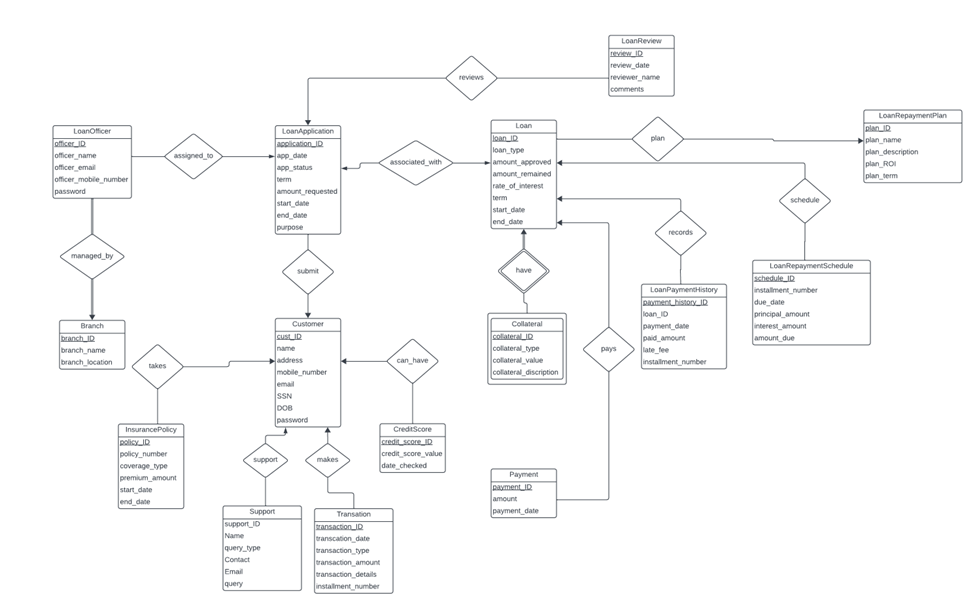 LoanReview
review_ID
review_date
reviewer_name
comments
reviews
LoanOfficer
officer_ID
officer_name
officer_email
officer_mobile_number
password
assigned_to
LoanApplication
application_ID
app_date
app_status
term
amount_requested
start_date
end_date
purpose
associated_with
Loan
loan_ID
loan_type
amount_approved
amount_remained
rate_of_interest
term
start_date
end_date
plan
LoanRepaymentPlan
plan_ID
plan_name
plan_description
plan_ROI
plan_term
schedule
records
managed_by
submit
have
LoanRepaymentSchedule
schedule_ID
installment_number
due_date
principal_amount
interest_amount
amount_due
LoanPaymentHistory
payment_history_ID
loan_ID
payment_date
paid_amount
late_fee
installment_number
Branch
branch_ID
branch_name
branch_location
Customer
cust_ID
name
address
mobile_number
email
SSN
DOB
password
Collateral
collateral_ID
collateral_type
collateral_value
collateral_discription
pays
takes
can_have
InsurancePolicy
policy_ID
policy_number
coverage_type
premium_amount
start_date
end_date
CreditScore
credit_score_ID
credit_score_value
date_checked
support
makes
Payment
payment_ID
amount
payment_date
Support
support_ID
Name
query_type
Contact
Email
query
Transation
transaction_ID
transcation_date
transaction_type
transaction_amount
transaction_details
installment_number